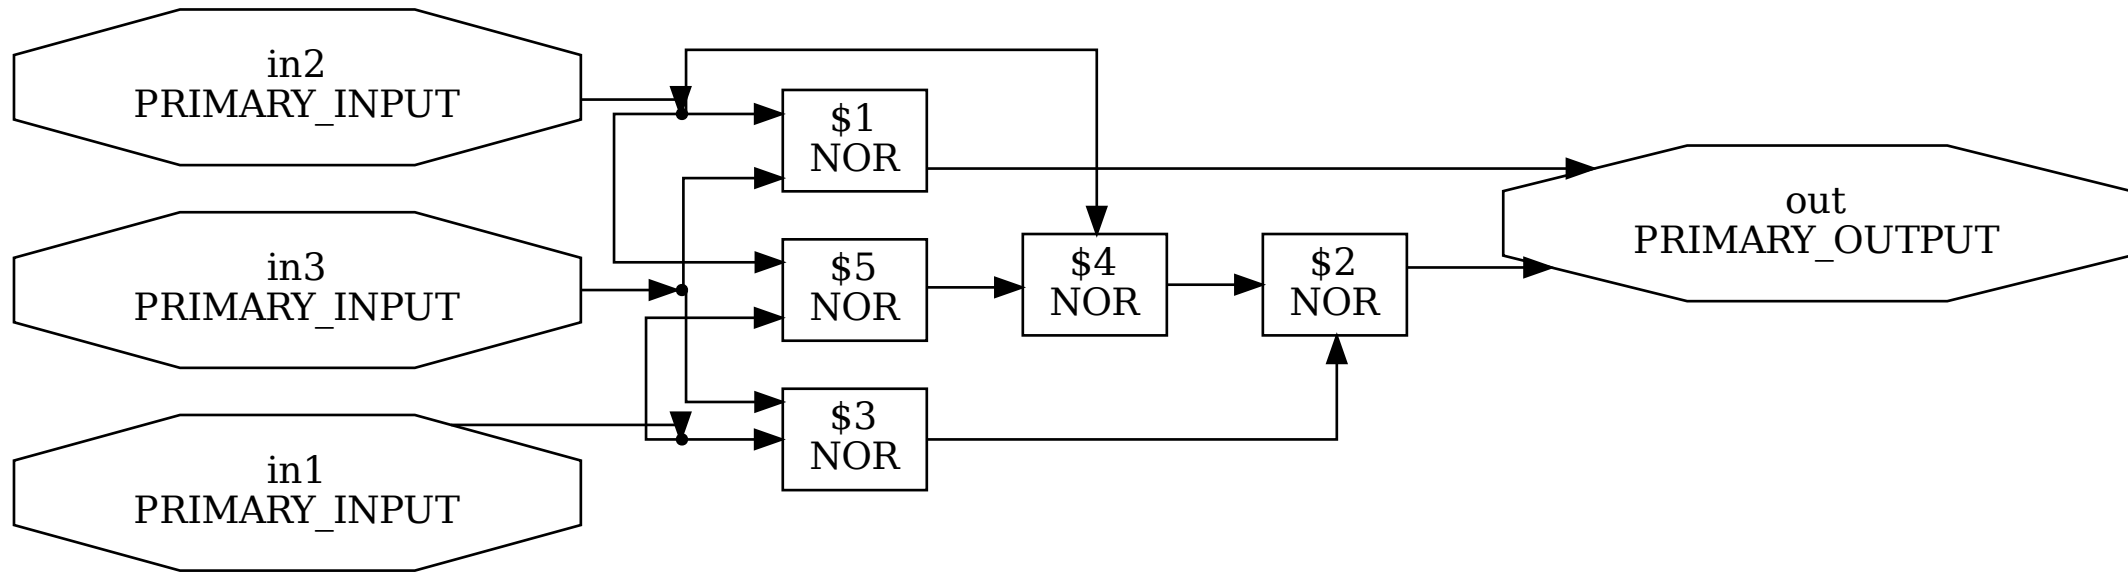 in2
PRIMARY_INPUT
$1
NOR
out
PRIMARY_OUTPUT
in3
PRIMARY_INPUT
$5
NOR
$4
NOR
$2
NOR
in1
PRIMARY_INPUT
$3
NOR